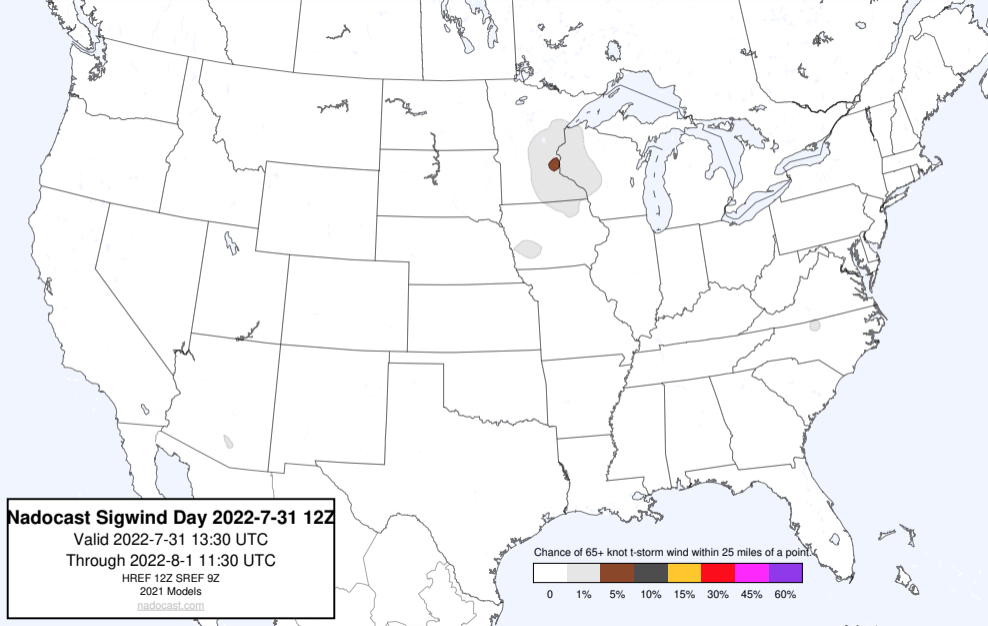 Nadocast Sigwind Day 2022-7-31 12Z
Valid 2022-7-31 13:30 UTC
Through 2022-8-1 11:30 UTC
HREF 12Z SREF 9Z
2021 Models
nadocast.com
Chance of 65+ knot t-storm wind within 25 miles of a point.
0 1% 5% 10% 15% 30% 45% 60%